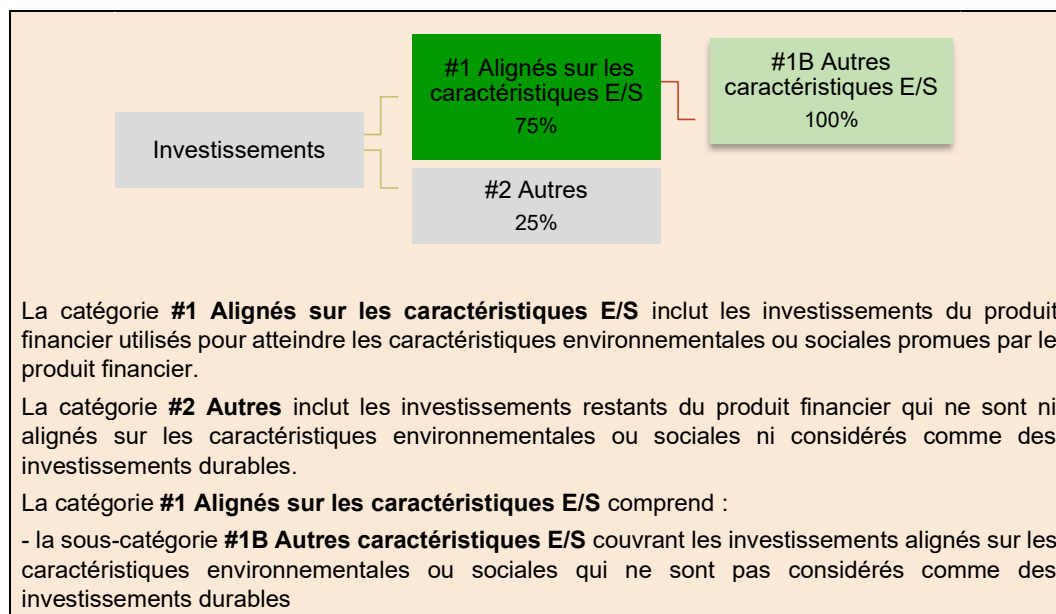 Investissements
#1 Alignés sur les
caractéristiques E/S
75%
#1B Autres
caractéristiques E/S
100%
#2 Autres
25%
La catégorie #1 Alignés sur les caractéristiques E/S inclut les investissements du produit
financier utilisés pour atteindre les caractéristiques environnementales ou sociales promues par le
produit financier.
La catégorie #2 Autres inclut les investissements restants du produit financier qui ne sont ni
alignés sur les caractéristiques environnementales ou sociales ni considérés comme des
investissements durables.
La catégorie #1 Alignés sur les caractéristiques E/S comprend :
- la sous-catégorie #1B Autres caractéristiques E/S couvrant les investissements alignés sur les
caractéristiques environnementales ou sociales qui ne sont pas considérés comme des
investissements durables